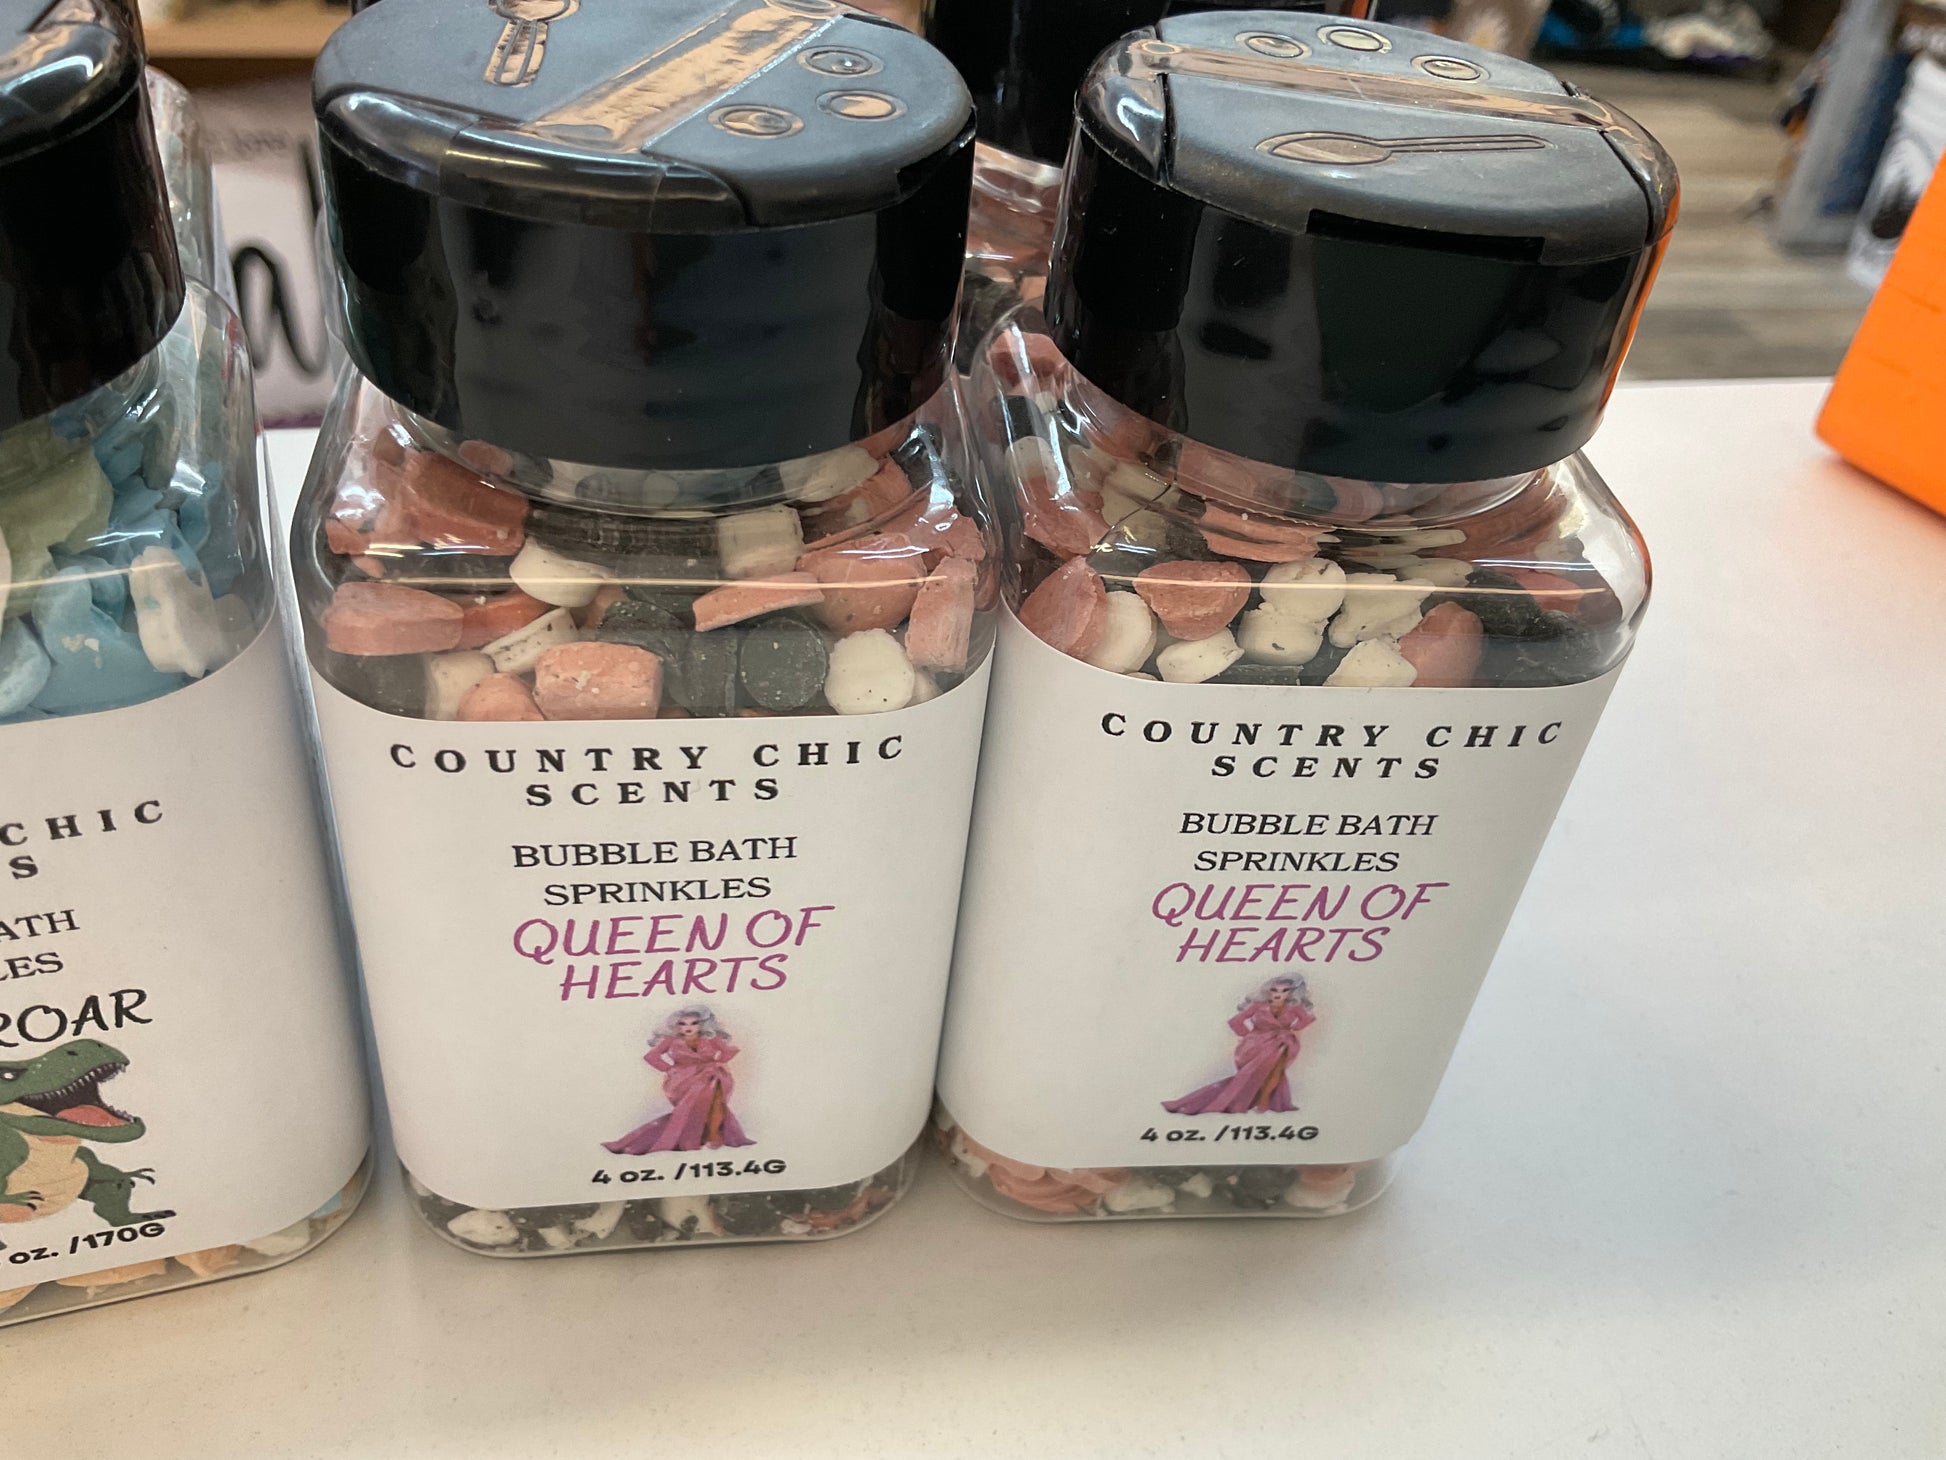 CHIC
S
ATH
LES
ROAR
oz. /170G
COUNTRY CHIC
SCENTS
BUBBLE BATH
SPRINKLES
QUEEN OF
HEARTS
4 oz. /113.4G
COUNTRY CHIC
SCENTS
BUBBLE BATH
SPRINKLES
QUEEN OF
HEARTS
4 oz. /113.4G